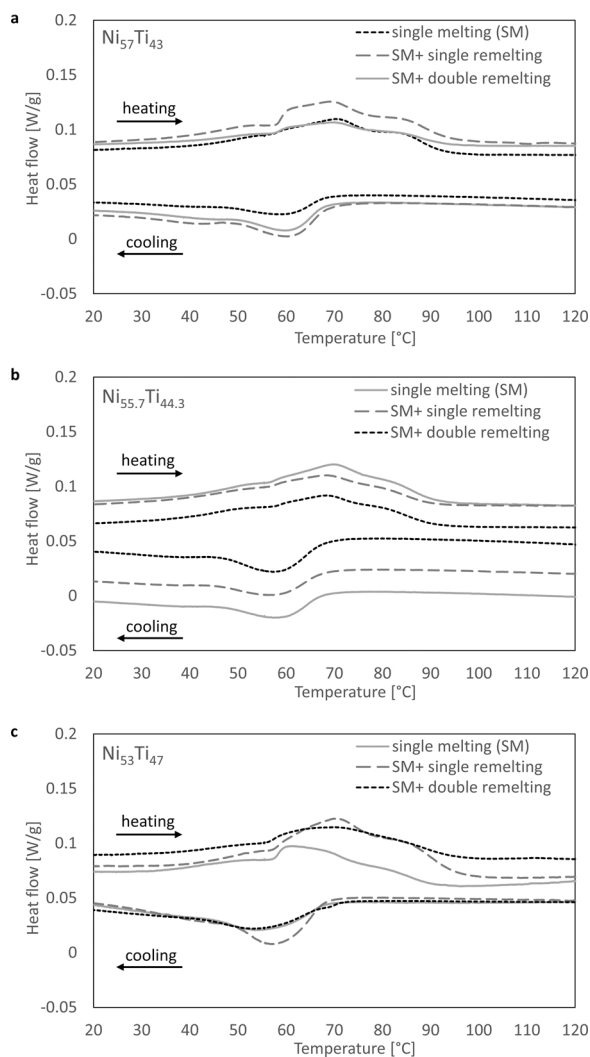 a
Ni57Ti43
single melting (SM)
SM+ single remelting
SM+ double remelting
heating
cooling
Heat flow [W/g]
0.2
0.15
0.1
0.05
0
-0.05
20 30 40 50 60 70 80 90 100 110 120
Temperature [°C]
b
Ni55.7Ti44.3
single melting (SM)
SM+ single remelting
SM+ double remelting
heating
cooling
Heat flow [W/g]
0.2
0.15
0.1
0.05
0
-0.05
20 30 40 50 60 70 80 90 100 110 120
Temperature [°C]
c
Ni53Ti47
single melting (SM)
SM+ single remelting
SM+ double remelting
heating
cooling
Heat flow [W/g]
0.2
0.15
0.1
0.05
0
-0.05
20 30 40 50 60 70 80 90 100 110 120
Temperature [°C]